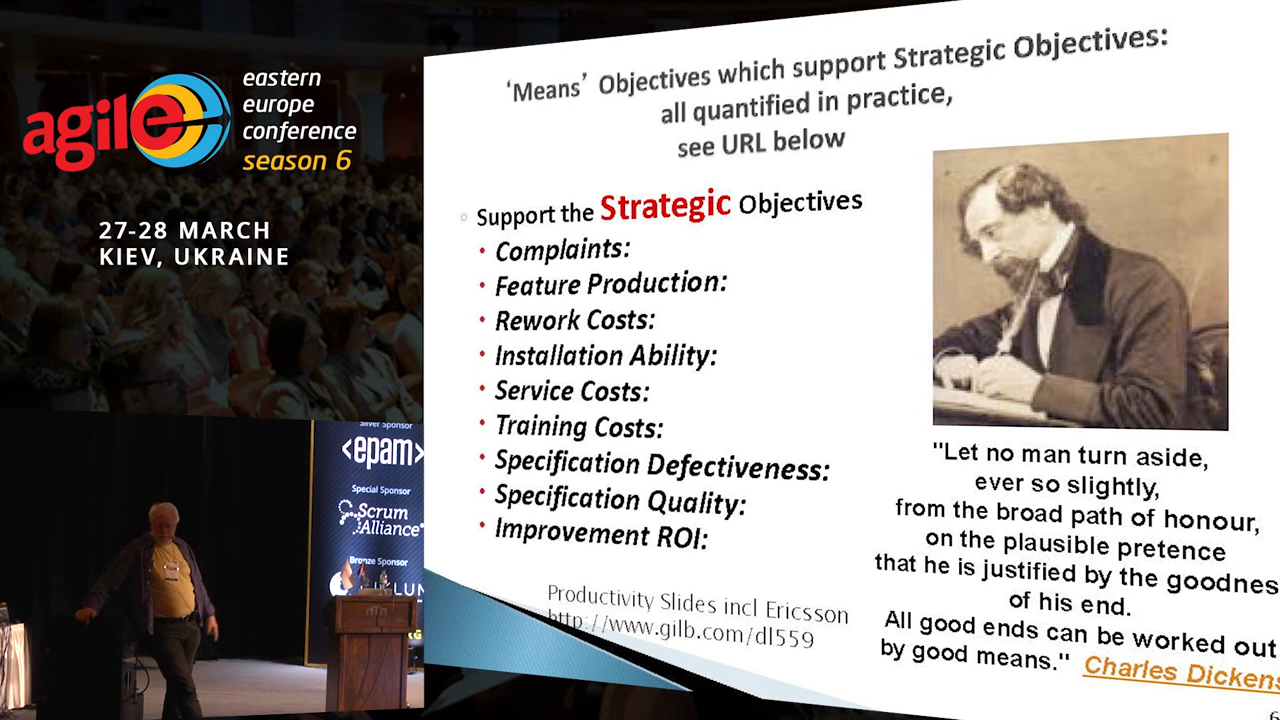 agile
eastern
europe
conference
season 6
27-28 MARCH
KIEV, UKRAINE
Silver Sponsor
<epam>
Special Sponsor
Scrum
Alliance
Bronze Sponsor
'Means' Objectives which support Strategic Objectives:
all quantified in practice,
see URL below
Support the Strategic Objectives
• Complaints:
• Feature Production:
• Rework Costs:
• Installation Ability:
• Service Costs:
• Training Costs:
• Specification Defectiveness:
• Specification Quality:
• Improvement ROI:
Productivity Slides incl Ericsson
http://www.gilb.com/dl559
"Let no man turn aside,
ever so slightly,
from the broad path of honour,
on the plausible pretence
that he is justified by the goodness
of his end.
All good ends can be worked out
by good means." Charles Dickens